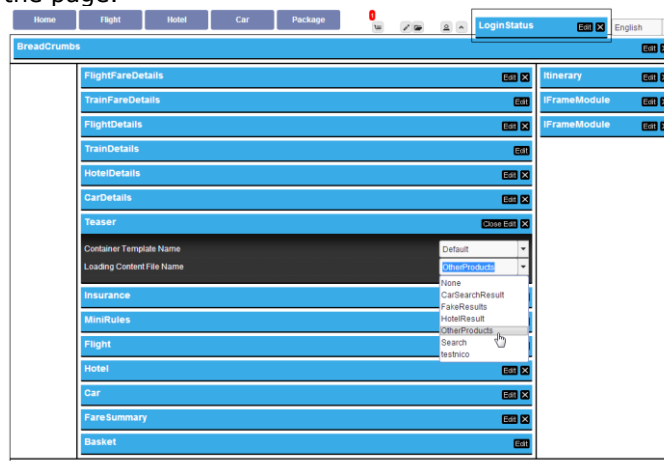 the page.
Home Flight Hotel Car Package 1 LoginStatus Edit X English
BreadCrumbs Edit
FlightFareDetails Edit X Itinerary Edit X
TrainFareDetails Edit IFrameModule Edit X
FlightDetails Edit X IFrameModule Edit X
TrainDetails Edit
HotelDetails Edit X
CarDetails Edit X
Teaser Close Edit X
Container Template Name Default
Loading Content File Name OtherProducts
None
Insurance CarSearchResult
FakeResults
MiniRules HotelResult
OtherProducts
Flight Search
testnico
Hotel Edit X
Car Edit X
FareSummary Edit X
Basket Edit